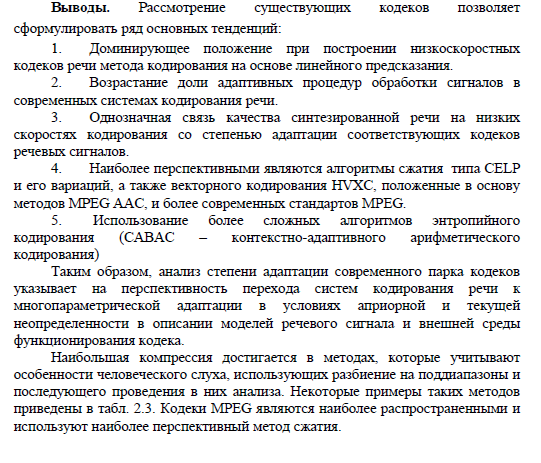 Выводы. Рассмотрение существующих кодеков позволяет
сформулировать ряд основных тенденций:
1. Доминирующее положение при построении низкоскоростных
кодеков речи метода кодирования на основе линейного предсказания.
2. Возрастание доли адаптивных процедур обработки сигналов в
современных системах кодирования речи.
3. Однозначная связь качества синтезированной речи на низких
скоростях кодирования со степенью адаптации соответствующих кодеков
речевых сигналов.
4. Наиболее перспективными являются алгоритмы сжатия типа CELP
и его вариаций, а также векторного кодирования HVXC, положенные в основу
методов MPEG AAC, и более современных стандартов MPEG.
5. Использование более сложных алгоритмов энтропийного
кодирования (CABAC – контекстно-адаптивного арифметического
кодирования)
Таким образом, анализ степени адаптации современного парка кодеков
указывает на перспективность перехода систем кодирования речи к
многопараметрической адаптации в условиях априорной и текущей
неопределенности в описании моделей речевого сигнала и внешней среды
функционирования кодека.
Наибольшая компрессия достигается в методах, которые учитывают
особенности человеческого слуха, использующих разбиение на поддиапазоны и
последующего проведения в них анализа. Некоторые примеры таких методов
приведены в табл. 2.3. Кодеки MPEG являются наиболее распространенными и
используют наиболее перспективный метод сжатия.